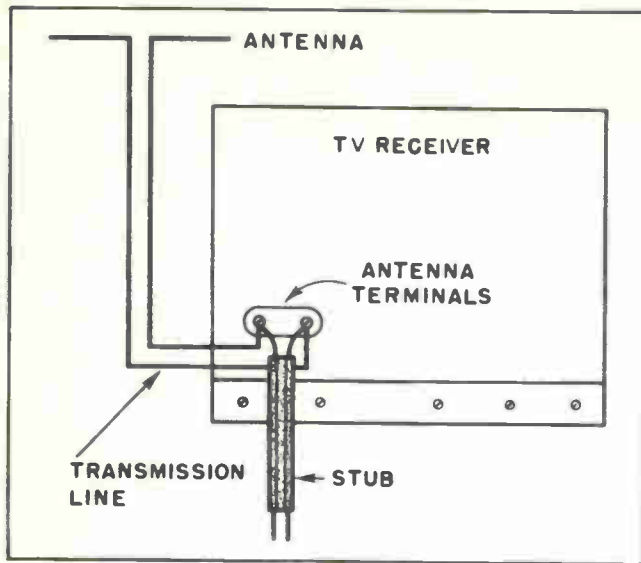 ANTENNA
TV RECEIVER
ANTENNA
TERMINALS
TRANSMISSION
LINE
STUB